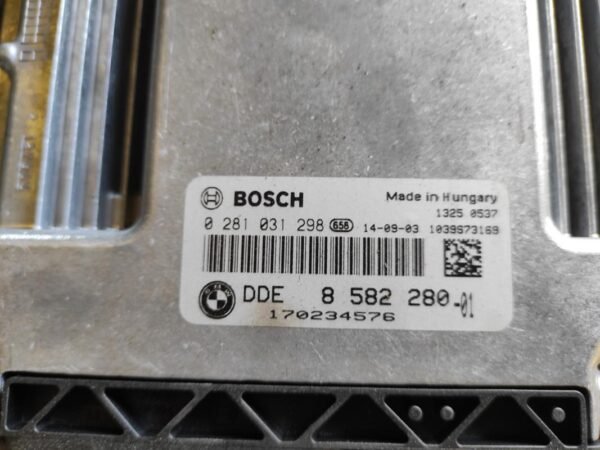 BOSCH Made in Hungary
1325 0537
0 281 031 298 656 14-09-03 1039S73169
DDE 8 582 280-01
170234576